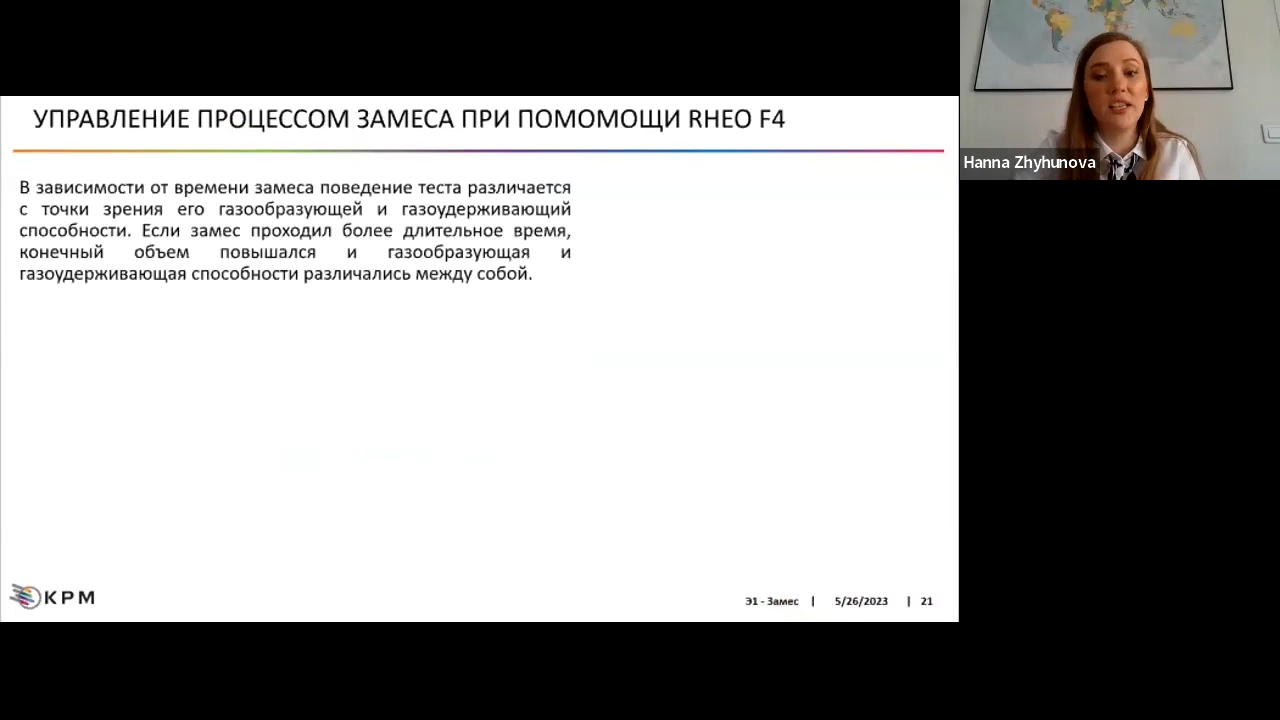 УПРАВЛЕНИЕ ПРОЦЕССОМ ЗАМЕСА ПРИ ПОМОМОЩИ RHEO F4
В зависимости от времени замеса поведение теста различается
с точки зрения его газообразующей и газоудерживающий
способности. Если замес проходил более длительное время,
конечный объем повышался и газообразующая и
газоудерживающая способности различались между собой.
КРМ
Э1 - Замес | 5/26/2023 | 21
Hanna Zhyhunova